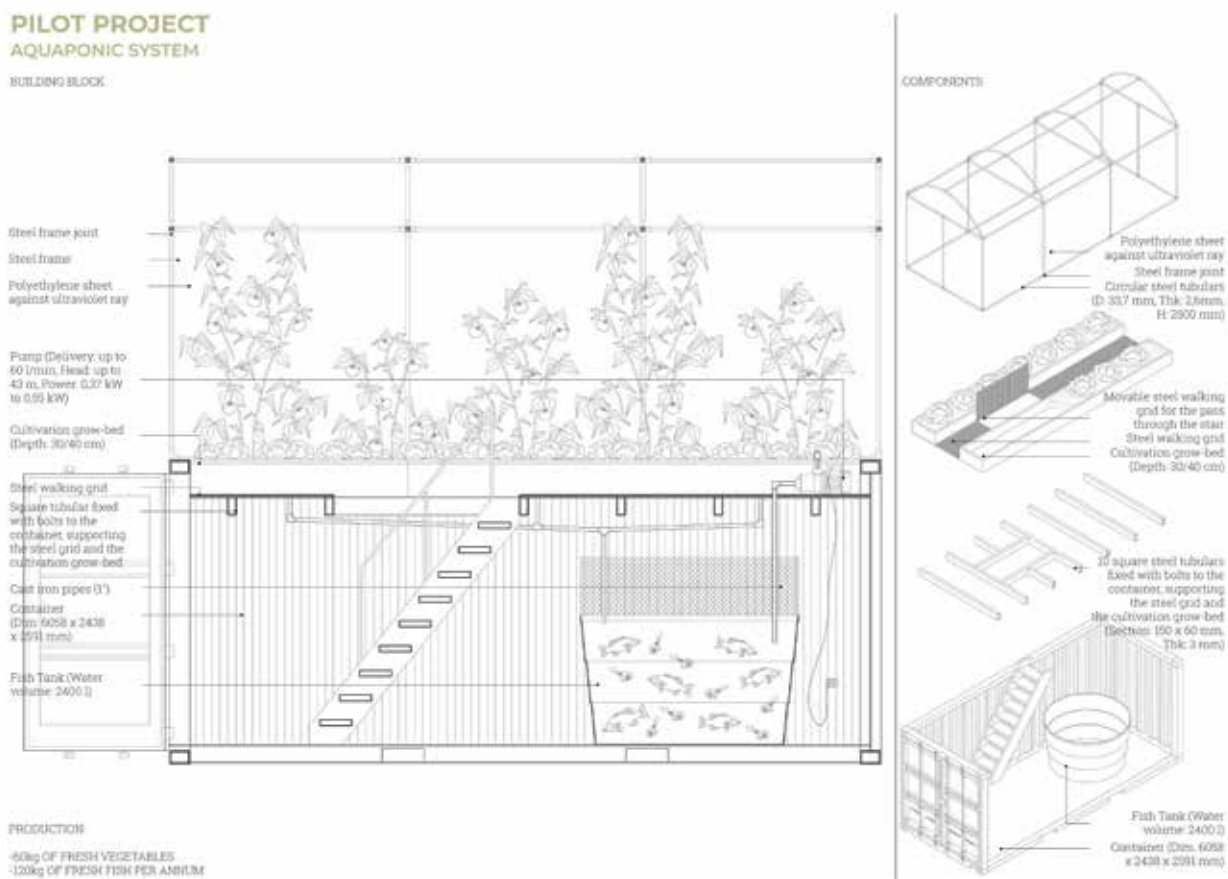 PILOT PROJECT
AQUAPONIC SYSTEM
BUILDING BLOCK
Steel frame joint
Steel frame
Polyethylene sheet
against ultraviolet ray
Pump (Delivery: up to
60 l/min, Head: up to
43 m, Power: 0,37 kW
to 0,55 kW)
Cultivation grow-bed
(Depth: 30/40 cm)
Steel walking grid
Square tubular fixed
with bolts to the
container, supporting
the steel grid and the
cultivation grow-bed
Cast iron pipes (1")
Container
(Dim: 6058 x 2438
x 2591 mm)
Fish Tank (Water
volume: 2400 l)
PRODUCTION
-60kg OF FRESH VEGETABLES
-120kg OF FRESH FISH PER ANNUM
COMPONENTS
Polyethylene sheet
against ultraviolet ray
Steel frame joint
Circular steel tubulars
(D: 33,7 mm, Thk: 2,6mm,
H: 2500 mm)
Movable steel walking
grid for the pass
through the stair
Steel walking grid
Cultivation grow-bed
(Depth: 30/40 cm)
10 square steel tubulars
fixed with bolts to the
container, supporting
the steel grid and
the cultivation grow-bed
(Section: 150 x 60 mm,
Thk: 3 mm)
Fish Tank (Water
volume: 2400 l)
Container (Dim: 6058
x 2438 x 2591 mm)